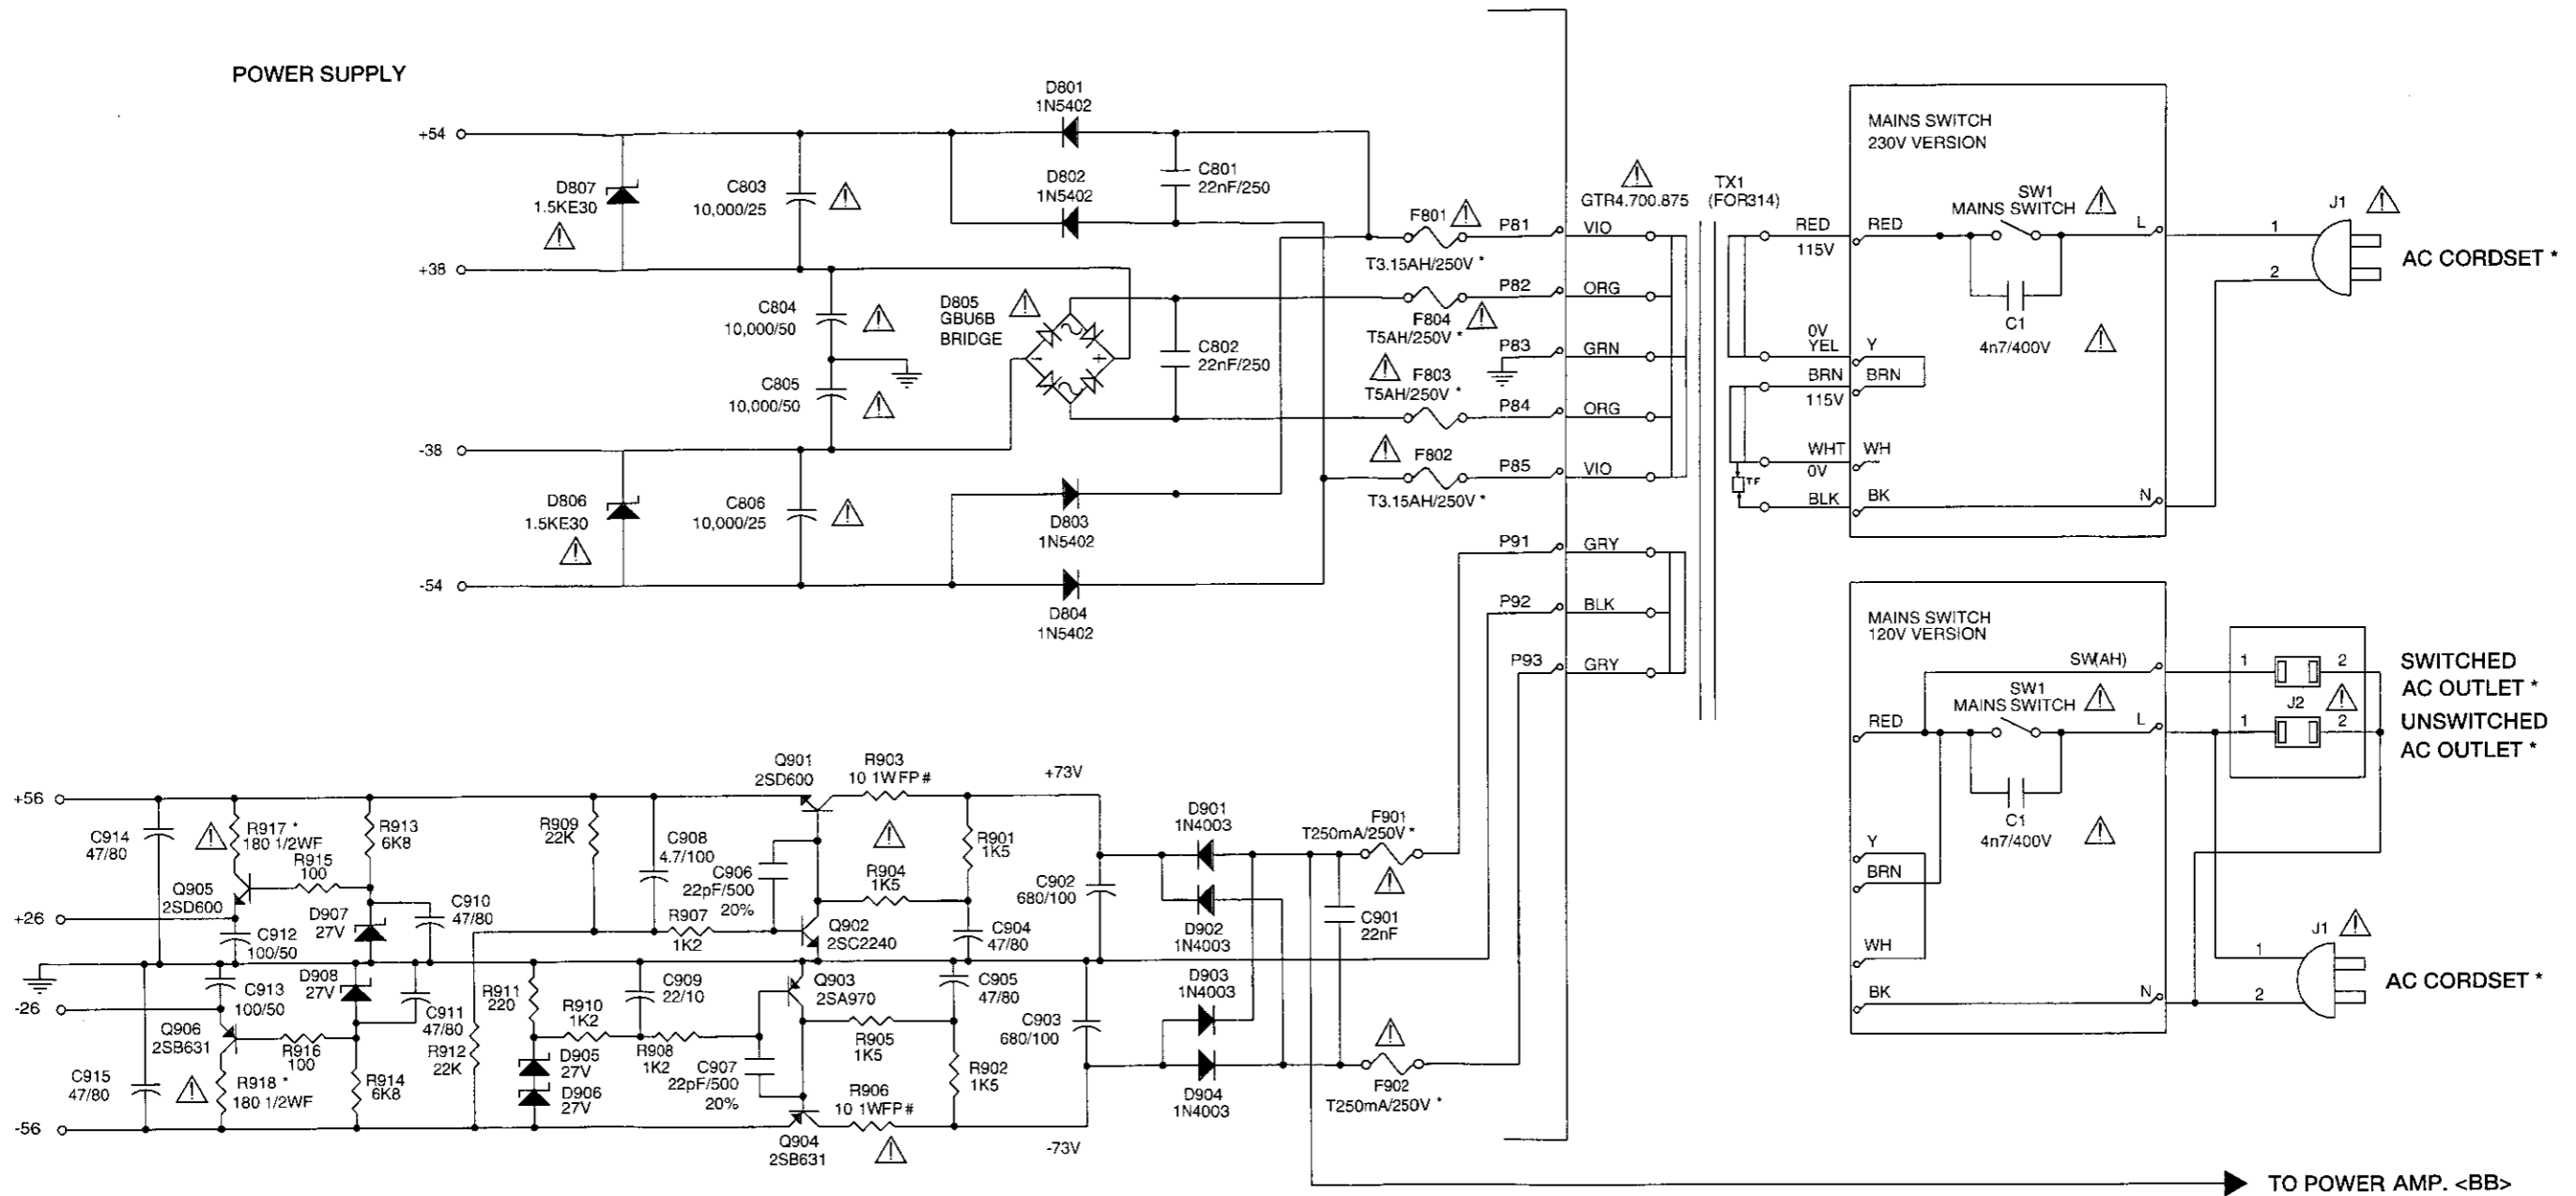 POWER SUPPLY
+54
D801
1N5402
D802
1N5402
C801
22nF/250
D807
1.5KE30
C803
10,000/25
+38
C804
10,000/50
D805
GBU6B
BRIDGE
C802
22nF/250
C805
10,000/50
-38
D806
1.5KE30
C806
10,000/25
D803
1N5402
-54
D804
1N5402
F801
T3.15AH/250V *
F804
T5AH/250V *
F803
T5AH/250V *
F802
T3.15AH/250V *
P81
P82
P83
P84
P85
P91
P92
P93
GTR4.700.875
VIO
ORG
GRN
ORG
VIO
GRY
BLK
GRY
TX1
(FOR314)
RED
115V
0V
YEL
BRN
115V
WHT
0V
TF
BLK
MAINS SWITCH
230V VERSION
RED
SW1
MAINS SWITCH
L
C1
4n7/400V
Y
BRN
WH
BK
N
J1
1
2
AC CORDSET *
MAINS SWITCH
120V VERSION
SW(AH)
RED
SW1
MAINS SWITCH
L
C1
4n7/400V
Y
BRN
WH
BK
N
1
2
J2
1
2
SWITCHED
AC OUTLET *
UNSWITCHED
AC OUTLET *
J1
1
2
AC CORDSET *
+56
C914
47/80
R917 *
180 1/2WF
R913
6K8
R915
100
Q905
2SD600
+26
D907
27V
C910
47/80
C912
100/50
R909
22K
C908
4.7/100
C906
22pF/500
20%
R907
1K2
Q901
2SD600
R903
10 1WFP#
+73V
R901
1K5
R904
1K5
Q902
2SC2240
C904
47/80
C902
680/100
D901
1N4003
D902
1N4003
F901
T250mA/250V *
C901
22nF
D908
27V
C913
100/50
-26
Q906
2SB631
R916
100
C911
47/80
R912
22K
C915
47/80
R918 *
180 1/2WF
R914
6K8
-56
R911
220
R910
1K2
C909
22/10
R908
1K2
D905
27V
D906
27V
C907
22pF/500
20%
Q903
2SA970
C905
47/80
R905
1K5
R902
1K5
R906
10 1WFP#
Q904
2SB631
-73V
C903
680/100
D903
1N4003
D904
1N4003
F902
T250mA/250V *
TO POWER AMP. <BB>